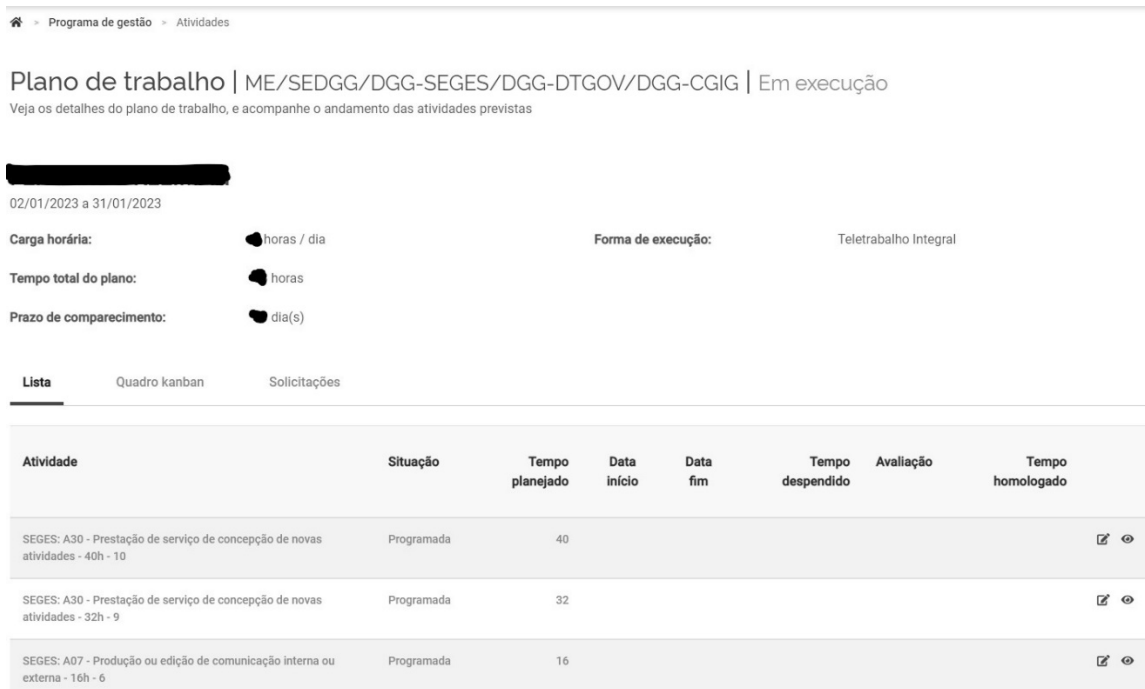 > Programa de gestão > Atividades
Plano de trabalho | ME/SEDGG/DGG-SEGES/DGG-DTGOV/DGG-CGIG | Em execução
Veja os detalhes do plano de trabalho, e acompanhe o andamento das atividades previstas
02/01/2023 a 31/01/2023
Carga horária: horas / dia Forma de execução: Teletrabalho Integral
Tempo total do plano: horas
Prazo de comparecimento: dia(s)
Lista Quadro kanban Solicitações
Atividade Situação Tempo planejado Data início Data fim Tempo despendido Avaliação Tempo homologado
SEGES: A30 - Prestação de serviço de concepção de novas
atividades - 40h - 10
Programada 40
SEGES: A30 - Prestação de serviço de concepção de novas
atividades - 32h - 9
Programada 32
SEGES: A07 - Produção ou edição de comunicação interna ou
externa - 16h - 6
Programada 16